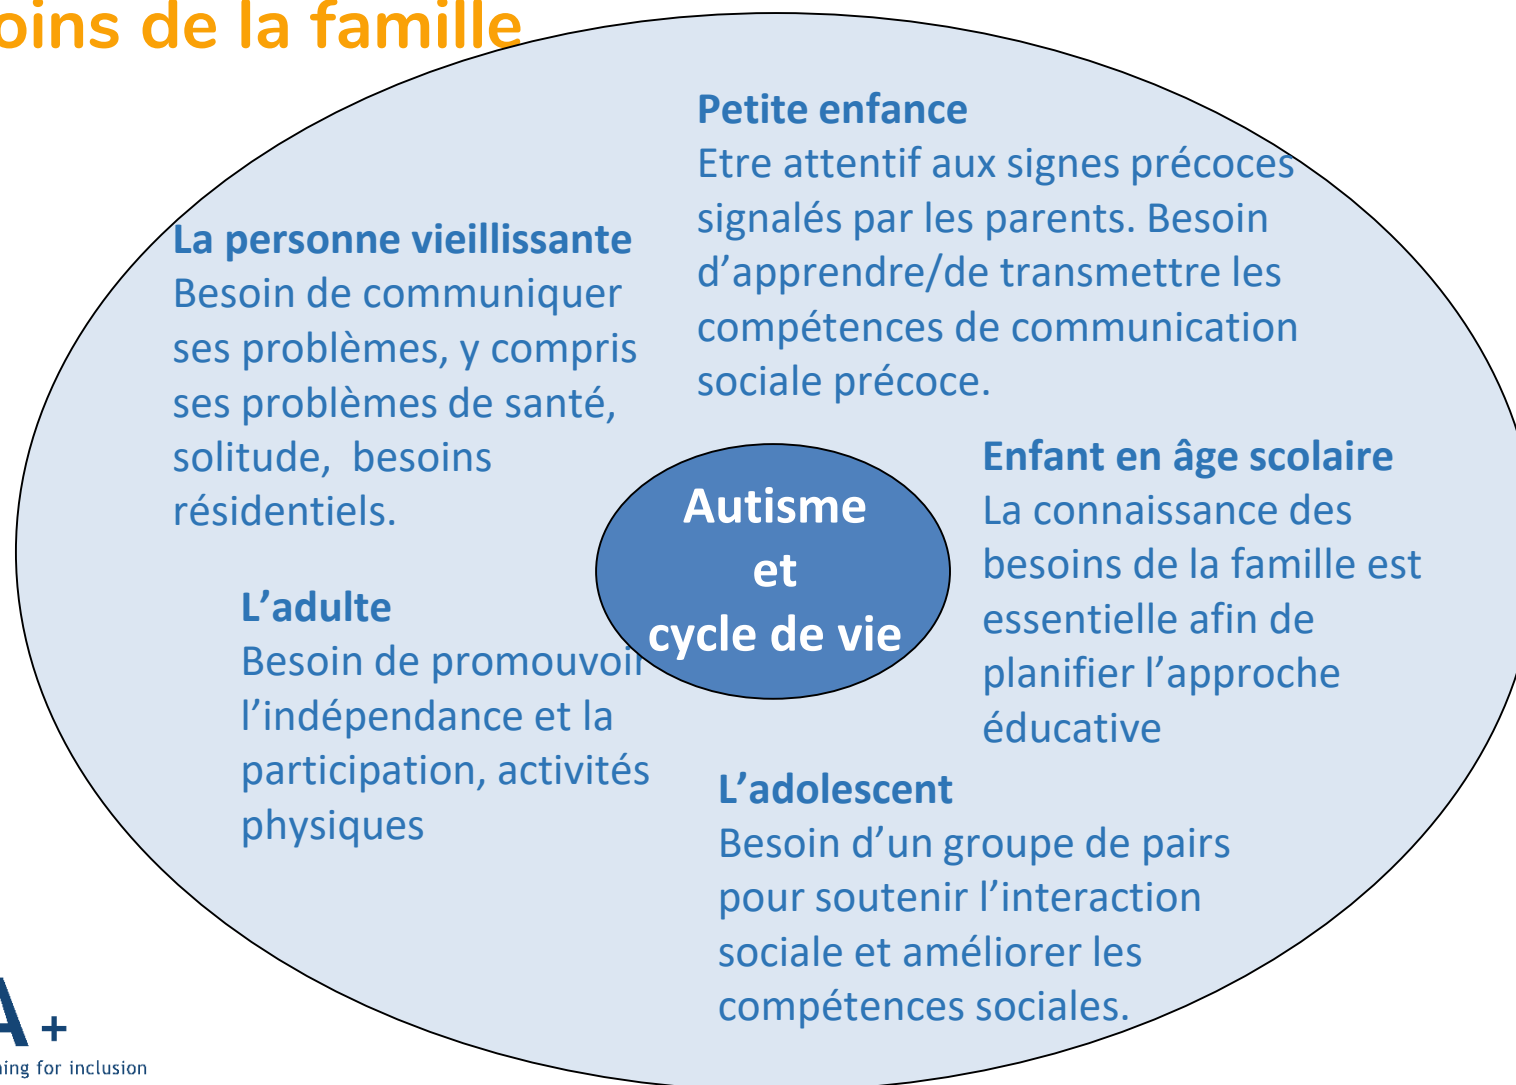 oins de la famille
Petite enfance
Etre attentif aux signes précoces
signalés par les parents. Besoin
d’apprendre/de transmettre les
compétences de communication
sociale précoce.
La personne vieillissante
Besoin de communiquer
ses problèmes, y compris
ses problèmes de santé,
solitude,  besoins
résidentiels.
Autisme
et
cycle de vie
Enfant en âge scolaire
La connaissance des
besoins de la famille est
essentielle afin de
planifier l’approche
éducative
L’adulte
Besoin de promouvoir
l’indépendance et la
participation, activités
physiques
L’adolescent
Besoin d’un groupe de pairs
pour soutenir l’interaction
sociale et améliorer les
compétences sociales.
A+
ning for inclusion